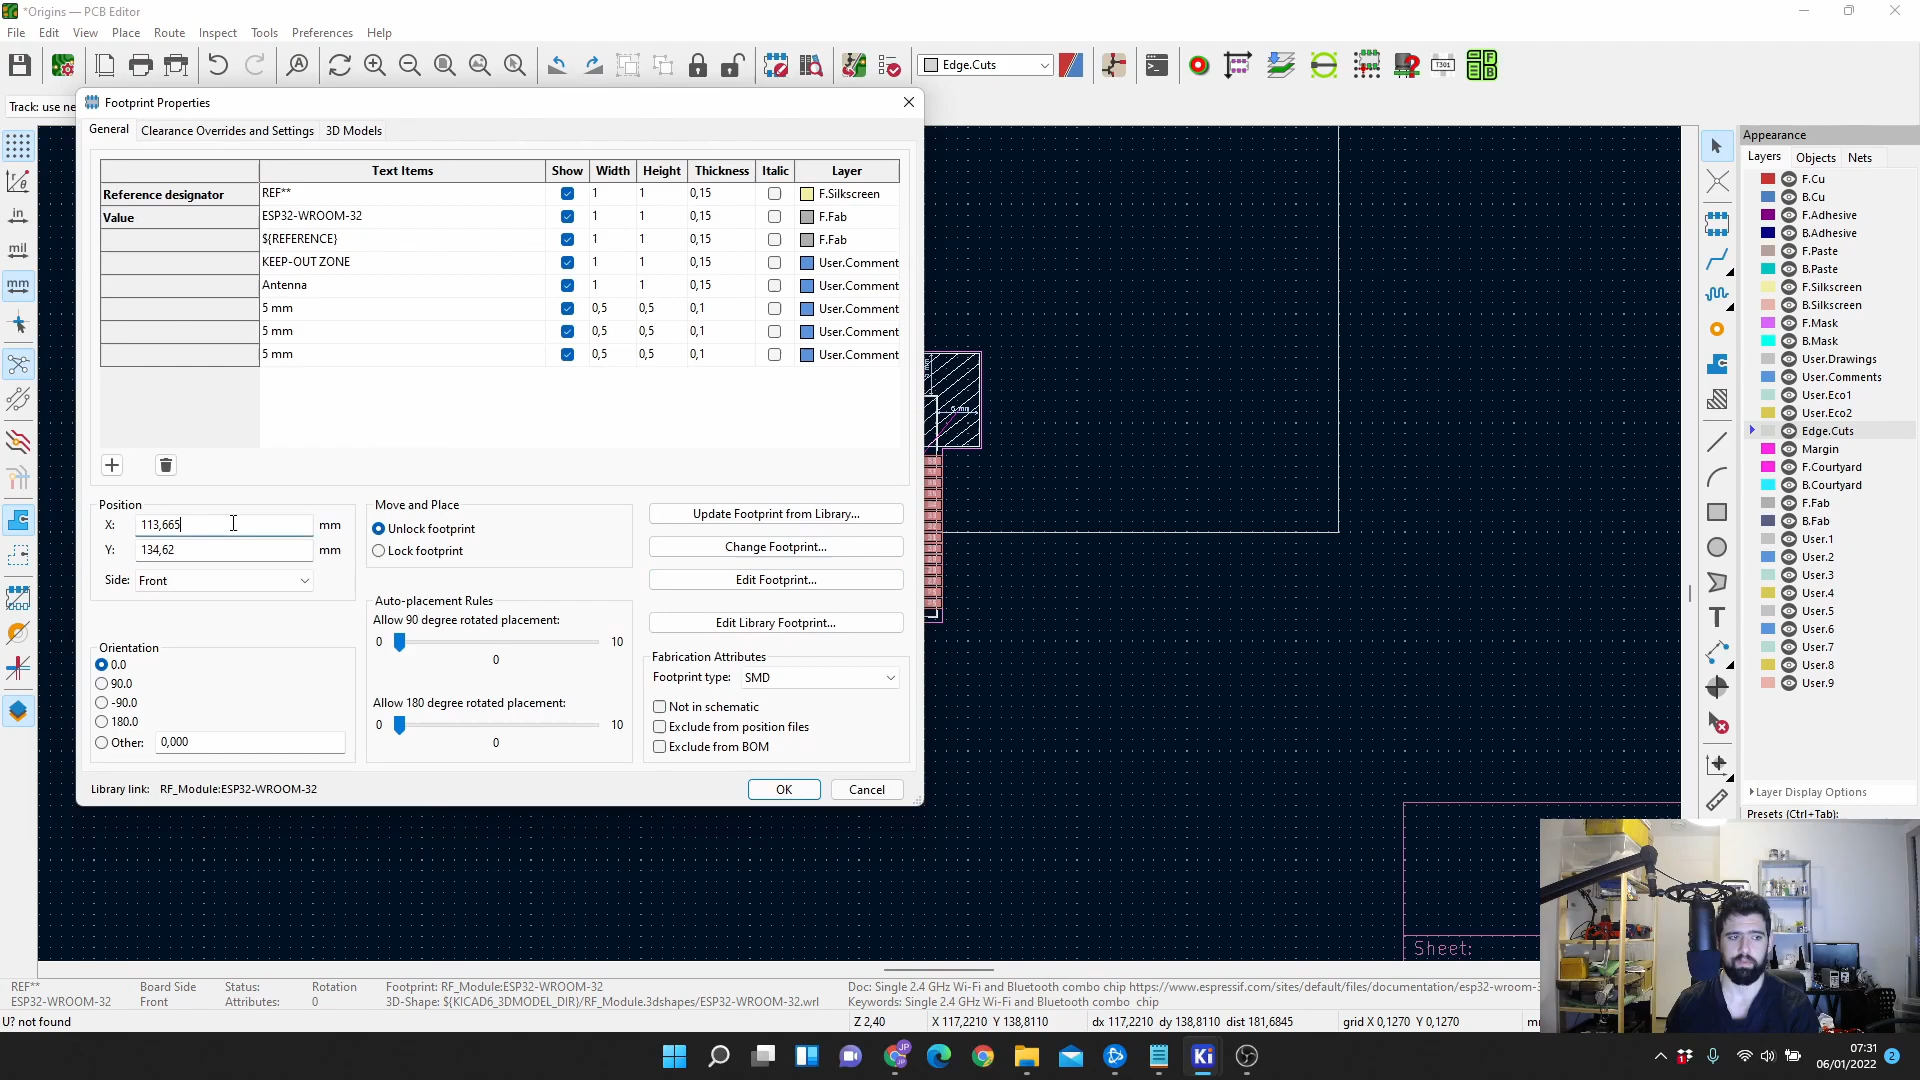 *Origins — PCB Editor
File Edit View Place Route Inspect Tools Preferences Help
Edge.Cuts
T301
Track: use ne
Footprint Properties
General Clearance Overrides and Settings 3D Models
Text Items Show Width Height Thickness Italic Layer
Reference designator REF** 1 1 0,15 F.Silkscreen
Value ESP32-WROOM-32 1 1 0,15 F.Fab
${REFERENCE} 1 1 0,15 F.Fab
KEEP-OUT ZONE 1 1 0,15 User.Comment
Antenna 1 1 0,15 User.Comment
5 mm 0,5 0,5 0,1 User.Comment
5 mm 0,5 0,5 0,1 User.Comment
5 mm 0,5 0,5 0,1 User.Comment
Position
X: 113,665 mm
Y: 134,62 mm
Side: Front
Orientation
0.0
90.0
-90.0
180.0
Other: 0,000
Move and Place
Unlock footprint
Lock footprint
Auto-placement Rules
Allow 90 degree rotated placement:
0 10
0
Allow 180 degree rotated placement:
0 10
0
Update Footprint from Library...
Change Footprint...
Edit Footprint...
Edit Library Footprint...
Fabrication Attributes
Footprint type: SMD
Not in schematic
Exclude from position files
Exclude from BOM
Library link: RF_Module:ESP32-WROOM-32
OK Cancel
in
mil
mm
Sheet:
Appearance
Layers Objects Nets
F.Cu
B.Cu
F.Adhesive
B.Adhesive
F.Paste
B.Paste
F.Silkscreen
B.Silkscreen
F.Mask
B.Mask
User.Drawings
User.Comments
User.Eco1
User.Eco2
Edge.Cuts
Margin
F.Courtyard
B.Courtyard
F.Fab
B.Fab
User.1
User.2
User.3
User.4
User.5
User.6
User.7
User.8
User.9
Layer Display Options
Presets (Ctrl+Tab):
REF** Board Side Status: Rotation Footprint: RF_Module:ESP32-WROOM-32 Doc: Single 2.4 GHz Wi-Fi and Bluetooth combo chip https://www.espressif.com/sites/default/files/documentation/esp32-wroom-
ESP32-WROOM-32 Front Attributes: 0 3D-Shape: ${KICAD6_3DMODEL_DIR}/RF_Module.3dshapes/ESP32-WROOM-32.wrl Keywords: Single 2.4 GHz Wi-Fi and Bluetooth combo chip
U? not found Z 2,40 X 117,2210 Y 138,8110 dx 117,2210 dy 138,8110 dist 181,6845 grid X 0,1270 Y 0,1270 m
JP
Ki
07:31
06/01/2022
2